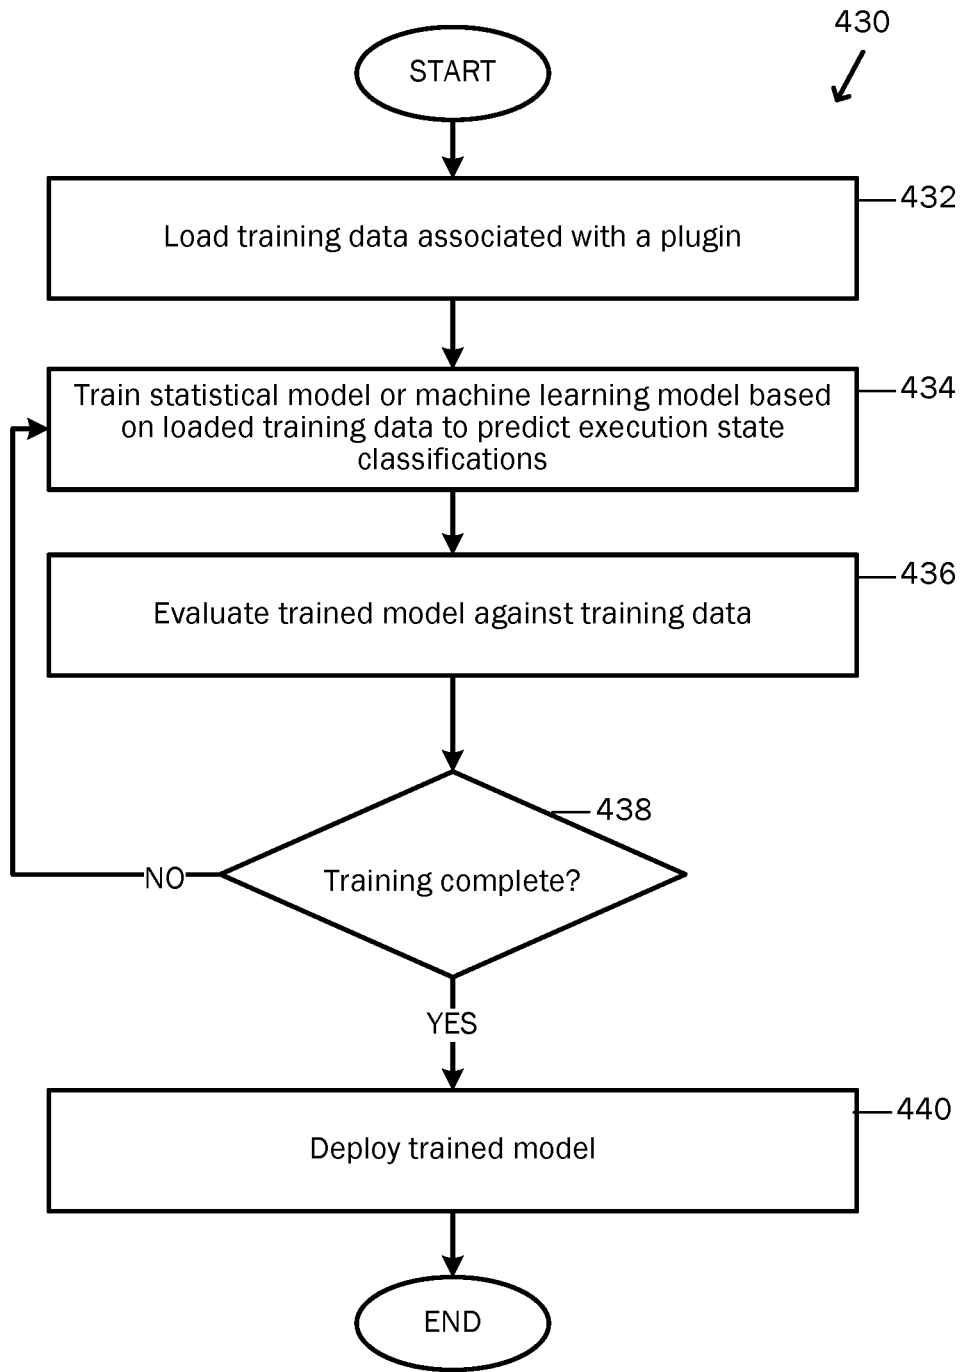 430
START
432
Load training data associated with a plugin
434
Train statistical model or machine learning model based
on loaded training data to predict execution state
classifications
436
Evaluate trained model against training data
438
Training complete?
NO
YES
440
Deploy trained model
END